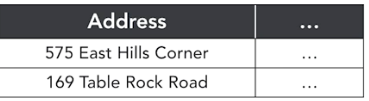 Address ...
575 East Hills Corner ...
169 Table Rock Road ...